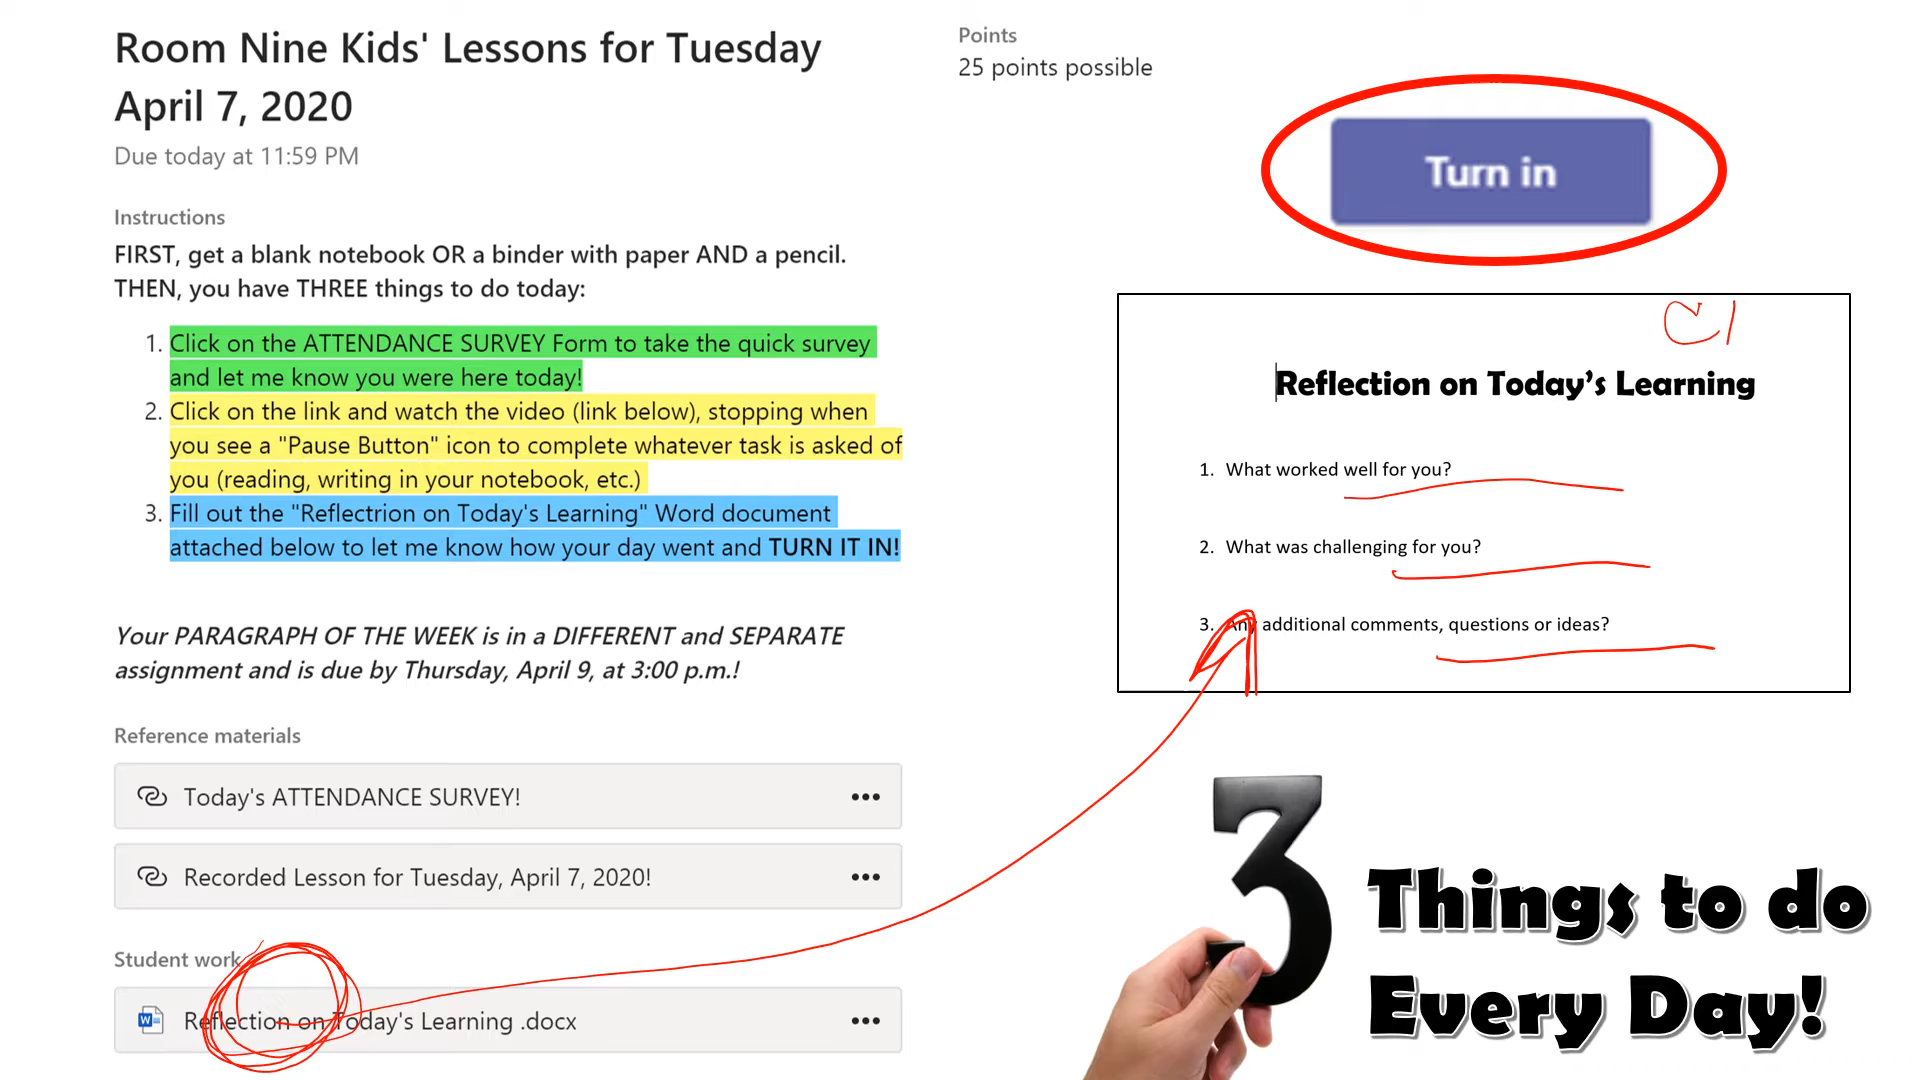 Room Nine Kids' Lessons for Tuesday
April 7, 2020
Due today at 11:59 PM
Instructions
FIRST, get a blank notebook OR a binder with paper AND a pencil.
THEN, you have THREE things to do today:
1. Click on the ATTENDANCE SURVEY Form to take the quick survey
and let me know you were here today!
2. Click on the link and watch the video (link below), stopping when
you see a "Pause Button" icon to complete whatever task is asked of
you (reading, writing in your notebook, etc.)
3. Fill out the "Reflectrion on Today's Learning" Word document
attached below to let me know how your day went and TURN IT IN!
Your PARAGRAPH OF THE WEEK is in a DIFFERENT and SEPARATE
assignment and is due by Thursday, April 9, at 3:00 p.m.!
Reference materials
Today's ATTENDANCE SURVEY!
Recorded Lesson for Tuesday, April 7, 2020!
Student work
Reflection on Today's Learning .docx
Points
25 points possible
Turn in
Reflection on Today's Learning
1. What worked well for you?
2. What was challenging for you?
3. Any additional comments, questions or ideas?
3
Things to do
Every Day!